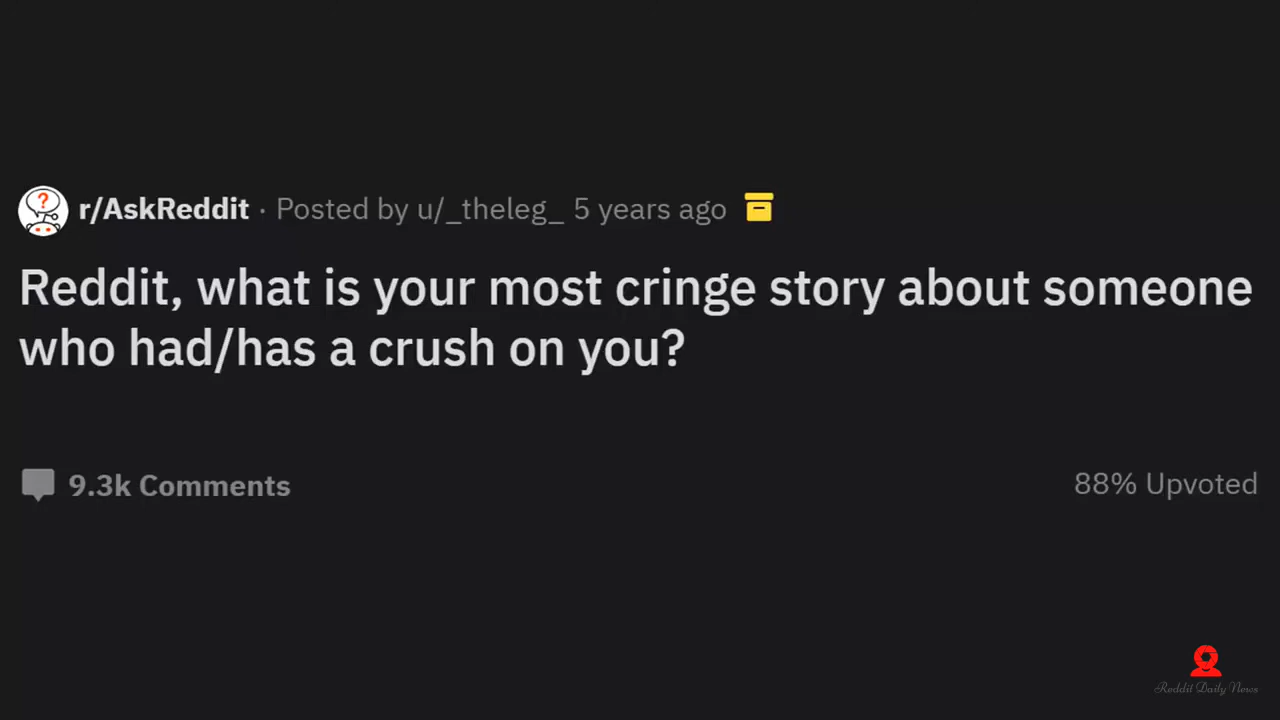 r/AskReddit · Posted by u/_theleg_ 5 years ago
Reddit, what is your most cringe story about someone
who had/has a crush on you?
9.3k Comments
88% Upvoted
Reddit Daily News